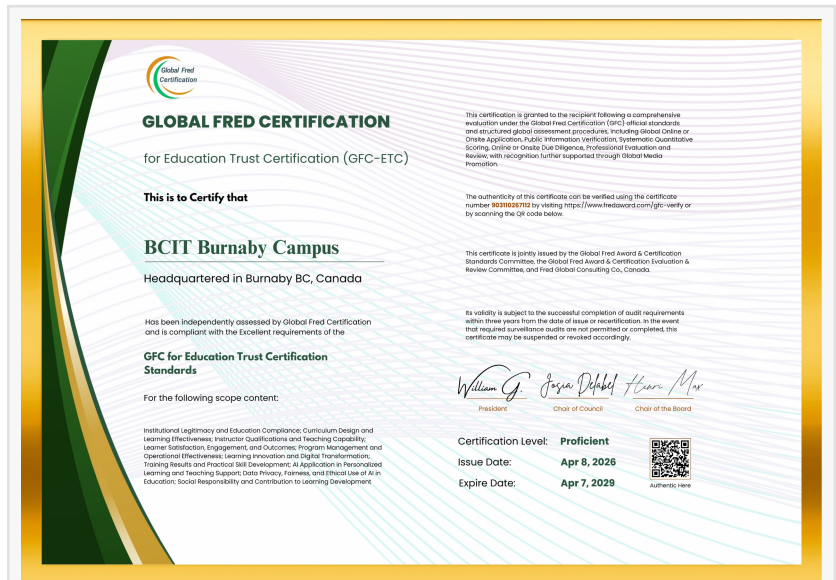 Global Fred
Certification
GLOBAL FRED CERTIFICATION
for Education Trust Certification (GFC-ETC)
This is to Certify that
BCIT Burnaby Campus
Headquartered in Burnaby BC, Canada
Has been independently assessed by Global Fred Certification
and is compliant with the Excellent requirements of the
GFC for Education Trust Certification
Standards
For the following scope content:
Institutional Legitimacy and Education Compliance; Curriculum Design and
Learning Effectiveness; Instructor Qualifications and Teaching Capability;
Learner Satisfaction, Engagement, and Outcomes; Program Management and
Operational Effectiveness; Learning Innovation and Digital Transformation;
Training Results and Practical Skill Development; AI Application in Personalized
Learning and Teaching Support; Data Privacy, Fairness, and Ethical Use of AI in
Education; Social Responsibility and Contribution to Learning Development
This certification is granted to the recipient following a comprehensive
evaluation under the Global Fred Certification (GFC) official standards
and structured global assessment procedures, including Global Online or
Onsite Application, Public Information Verification, Systematic Quantitative
Scoring, Online or Onsite Due Diligence, Professional Evaluation and
Review, with recognition further supported through Global Media
Promotion.
The authenticity of this certificate can be verified using the certificate
number 903110267112 by visiting https://www.fredaward.com/gfc-verify or
by scanning the QR code below.
This certificate is jointly issued by the Global Fred Award & Certification
Standards Committee, the Global Fred Award & Certification Evaluation &
Review Committee, and Fred Global Consulting Co., Canada.
Its validity is subject to the successful completion of audit requirements
within three years from the date of issue or recertification. In the event
that required surveillance audits are not permitted or completed, this
certificate may be suspended or revoked accordingly.
William G. Josia Delabel Henri Max
President Chair of Council Chair of the Board
Certification Level: Proficient
Issue Date: Apr 8, 2026
Expire Date: Apr 7, 2029
Authentic Here